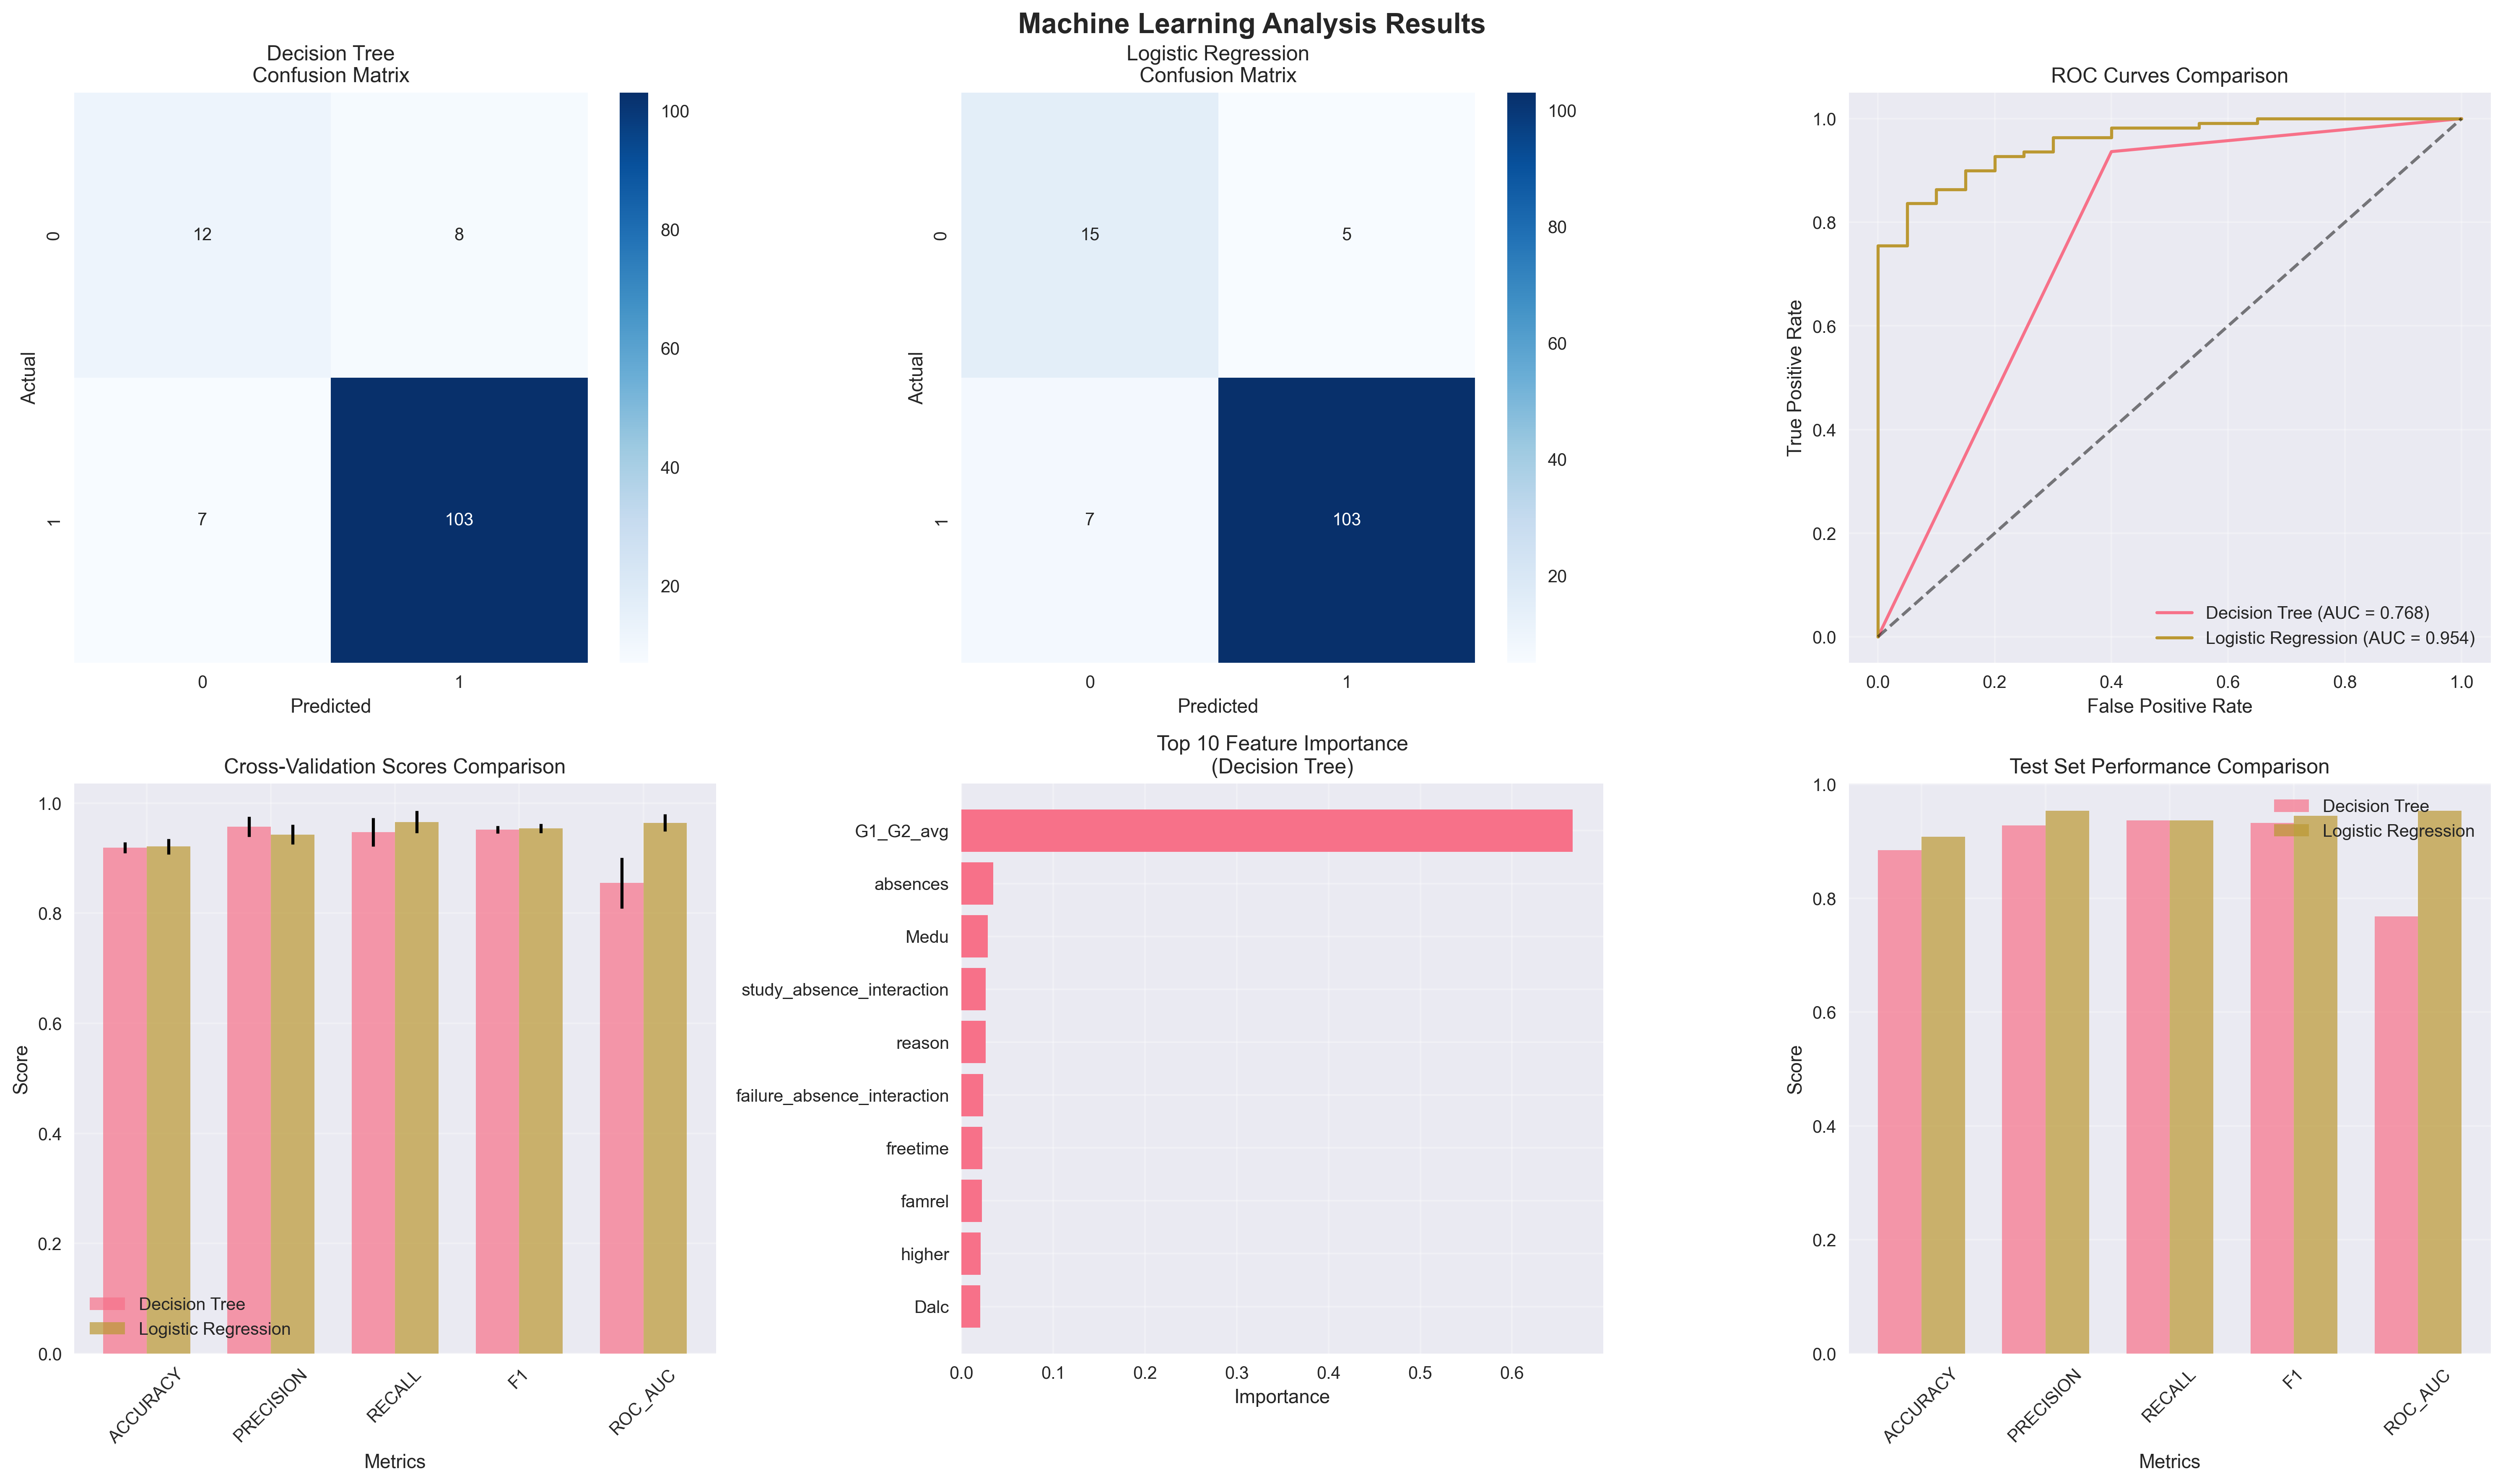 Machine Learning Analysis Results
Decision Tree
Confusion Matrix
100
80
60
40
20
0
12
8
Actual
1
7
103
0
1
Predicted
Logistic Regression
Confusion Matrix
100
80
60
40
20
0
15
5
Actual
1
7
103
0
1
Predicted
ROC Curves Comparison
1.0
0.8
0.6
0.4
0.2
0.0
True Positive Rate
Decision Tree (AUC = 0.768)
Logistic Regression (AUC = 0.954)
0.0
0.2
0.4
0.6
0.8
1.0
False Positive Rate
Cross-Validation Scores Comparison
1.0
0.8
0.6
0.4
0.2
0.0
Score
Decision Tree
Logistic Regression
ACCURACY
PRECISION
RECALL
F1
ROC_AUC
Metrics
Top 10 Feature Importance
(Decision Tree)
G1_G2_avg
absences
Medu
study_absence_interaction
reason
failure_absence_interaction
freetime
famrel
higher
Dalc
0.0
0.1
0.2
0.3
0.4
0.5
0.6
Importance
Test Set Performance Comparison
1.0
0.8
0.6
0.4
0.2
0.0
Score
Decision Tree
Logistic Regression
ACCURACY
PRECISION
RECALL
F1
ROC_AUC
Metrics